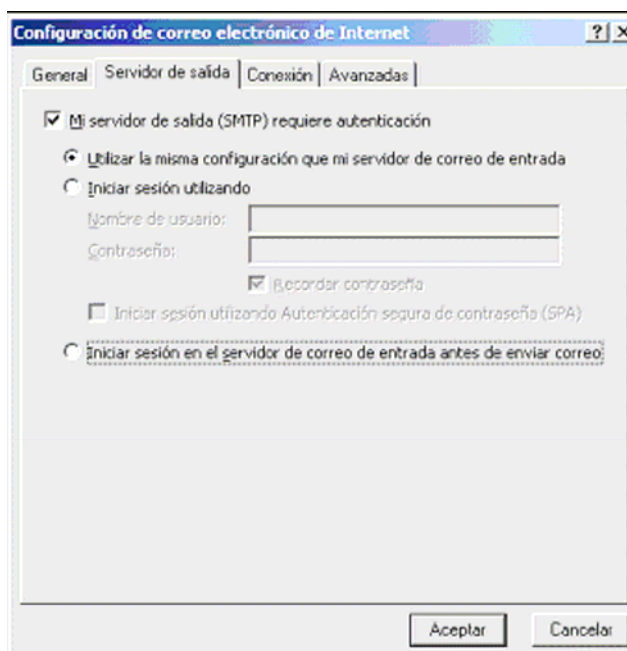 Configuración de correo electrónico de Internet
General Servidor de salida Conexión Avanzadas
Mi servidor de salida (SMTP) requiere autenticación
Utilizar la misma configuración que mi servidor de correo de entrada
Iniciar sesión utilizando
Nombre de usuario:
Contraseña:
Recordar contraseña
Iniciar sesión utilizando Autenticación segura de contraseña (SPA)
Iniciar sesión en el servidor de correo de entrada antes de enviar correo
Aceptar Cancelar